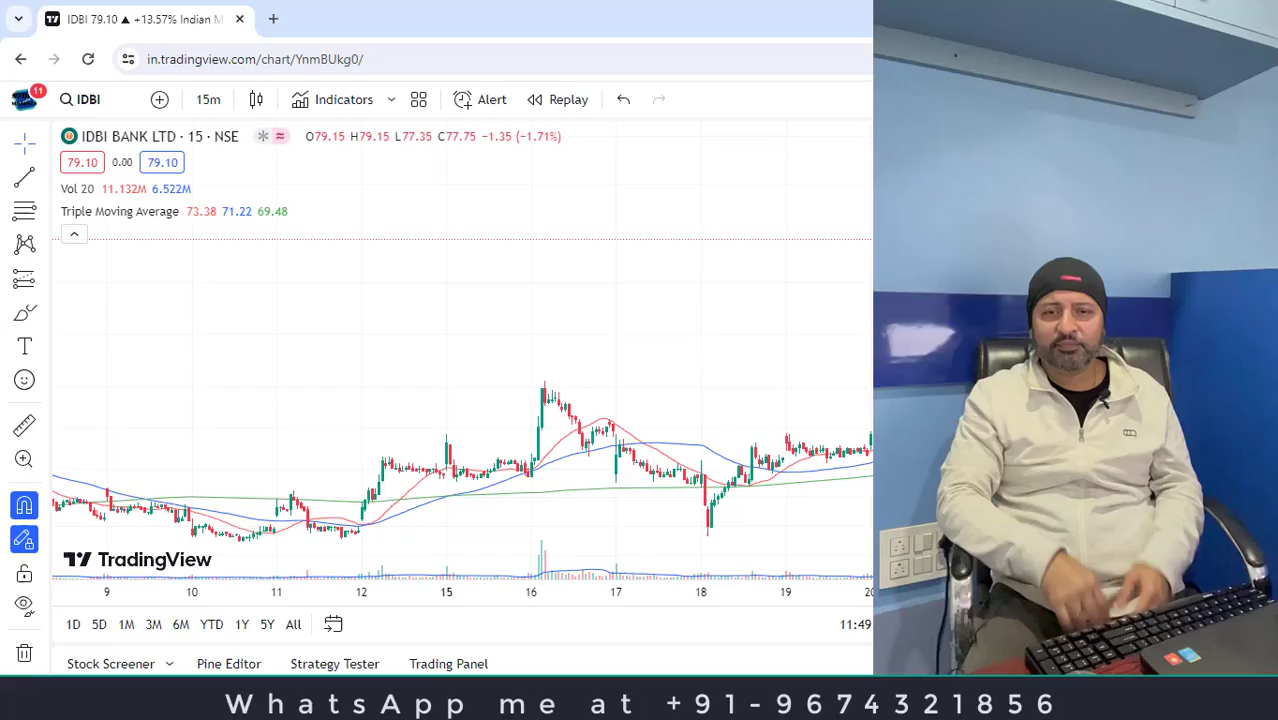 IDBI 79.10 ▲ +13.57% Indian M
in.tradingview.com/chart/YnmBUkg0/
11
IDBI
15m
Indicators
Alert
Replay
IDBI BANK LTD · 15 · NSE
O79.15 H79.15 L77.35 C77.75 −1.35 (−1.71%)
79.10 0.00 79.10
Vol 20 11.132M 6.522M
Triple Moving Average 73.38 71.22 69.48
TradingView
9 10 11 12 15 16 17 18 19 20
1D 5D 1M 3M 6M YTD 1Y 5Y All
11:49
Stock Screener Pine Editor Strategy Tester Trading Panel
WhatsApp me at +91-9674321856